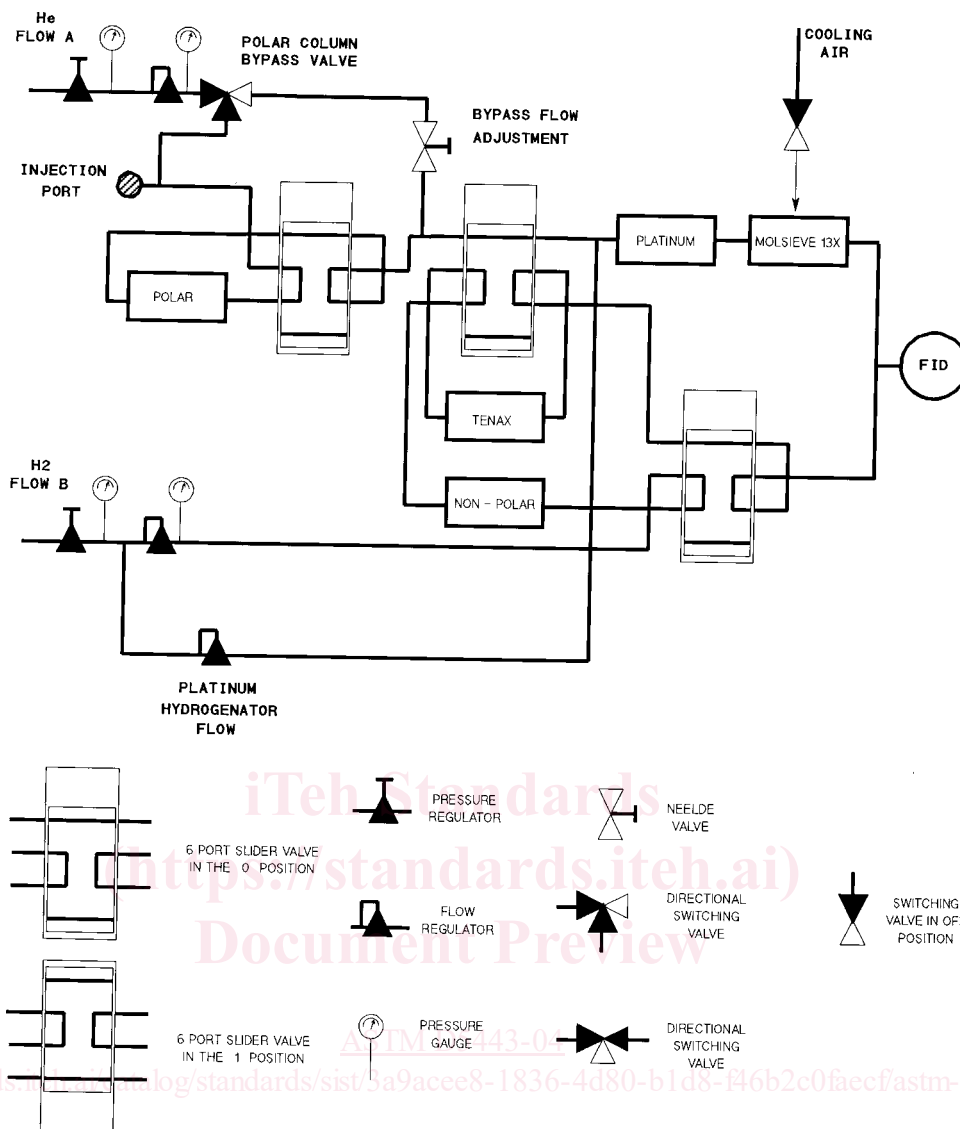 He
FLOW A
POLAR COLUMN
BYPASS VALVE
COOLING
AIR
BYPASS FLOW
ADJUSTMENT
INJECTION
PORT
PLATINUM
MOLSIEVE 13X
POLAR
FID
TENAX
H2
FLOW B
NON - POLAR
PLATINUM
HYDROGENATOR
FLOW
iTeh Standards
(https://standards.iteh.ai)
Document Preview
6 PORT SLIDER VALVE
IN THE 0 POSITION
PRESSURE
REGULATOR
NEELDE
VALVE
FLOW
REGULATOR
DIRECTIONAL
SWITCHING
VALVE
SWITCHING
VALVE IN OF
POSITION
6 PORT SLIDER VALVE
IN THE 1 POSITION
PRESSURE
GAUGE
DIRECTIONAL
SWITCHING
VALVE
443-04
/catalog/standards/sist/3a9acee8-1836-4d80-b1d8-f46b2c0faecf/astm-